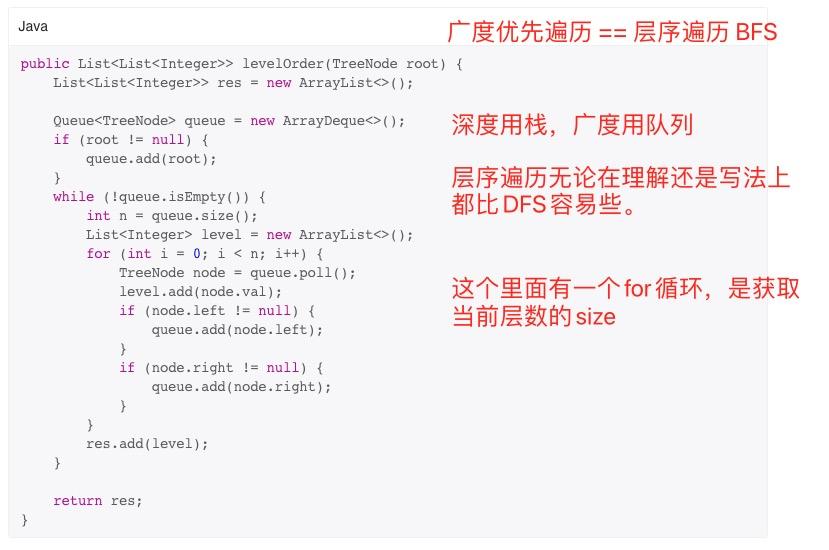 Java
广度优先遍历 == 层序遍历 BFS
public List<List<Integer>> levelOrder(TreeNode root) {
    List<List<Integer>> res = new ArrayList<>();
    Queue<TreeNode> queue = new ArrayDeque<>();
深度用栈，广度用队列
    if (root != null) {
        queue.add(root);
    }
层序遍历无论在理解还是写法上
都比DFS容易些。
    while (!queue.isEmpty()) {
        int n = queue.size();
        List<Integer> level = new ArrayList<>();
        for (int i = 0; i < n; i++) {
            TreeNode node = queue.poll();
            level.add(node.val);
这个里面有一个for循环，是获取
当前层数的size
            if (node.left != null) {
                queue.add(node.left);
            }
            if (node.right != null) {
                queue.add(node.right);
            }
        }
        res.add(level);
    }
    return res;
}